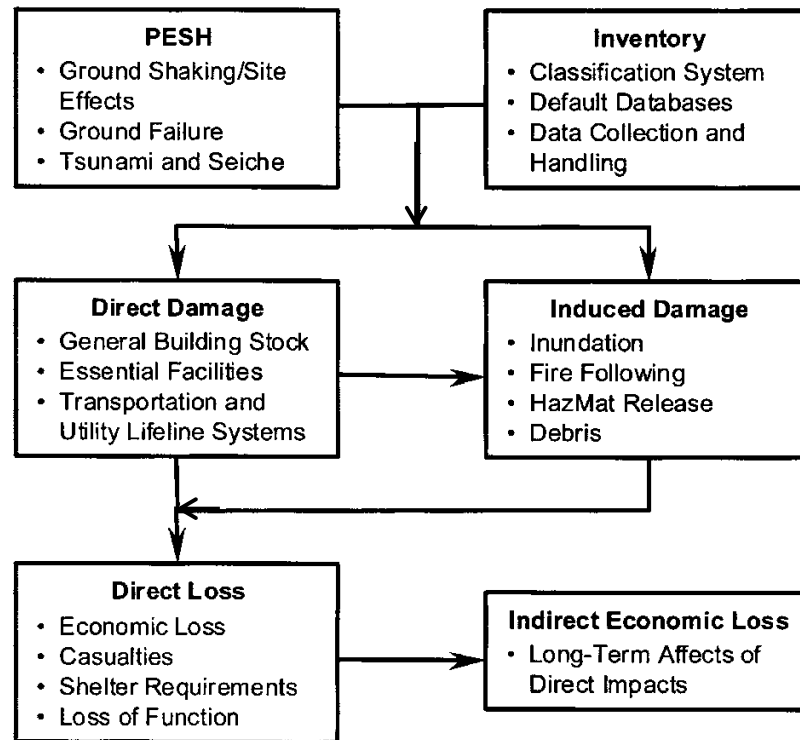 PESH
• Ground Shaking/Site
Effects
• Ground Failure
• Tsunami and Seiche
Inventory
• Classification System
• Default Databases
• Data Collection and
Handling
Direct Damage
• General Building Stock
• Essential Facilities
• Transportation and
Utility Lifeline Systems
Induced Damage
• Inundation
• Fire Following
• HazMat Release
• Debris
Direct Loss
• Economic Loss
• Casualties
• Shelter Requirements
• Loss of Function
Indirect Economic Loss
• Long-Term Affects of
Direct Impacts